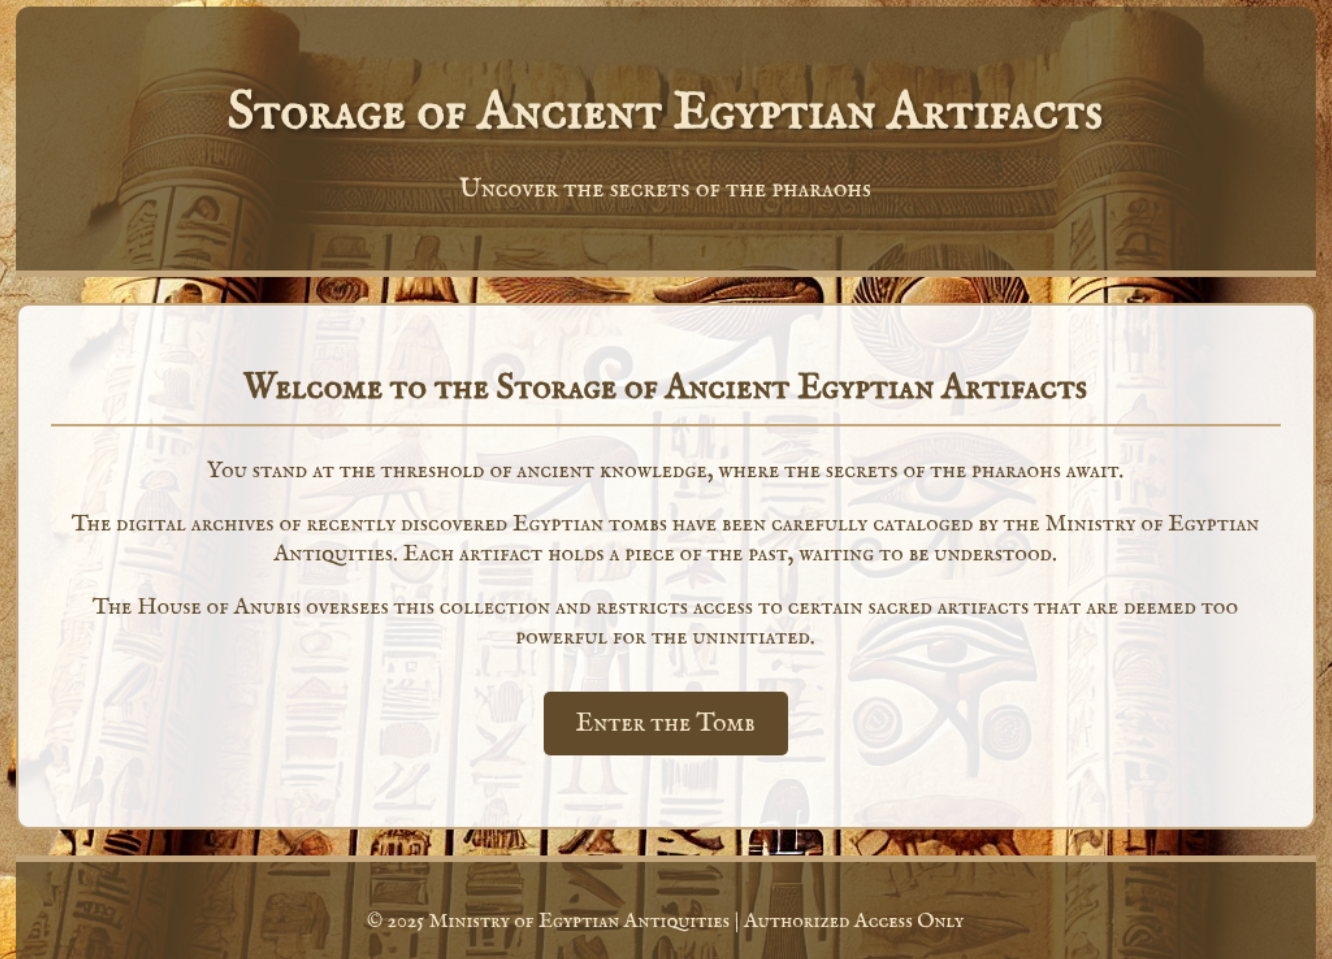 Storage of Ancient Egyptian Artifacts
Uncover the secrets of the pharaohs
Welcome to the Storage of Ancient Egyptian Artifacts
You stand at the threshold of ancient knowledge, where the secrets of the pharaohs await.
The digital archives of recently discovered Egyptian tombs have been carefully cataloged by the Ministry of Egyptian
Antiquities. Each artifact holds a piece of the past, waiting to be understood.
The House of Anubis oversees this collection and restricts access to certain sacred artifacts that are deemed too
powerful for the uninitiated.
Enter the Tomb
© 2025 Ministry of Egyptian Antiquities | Authorized Access Only